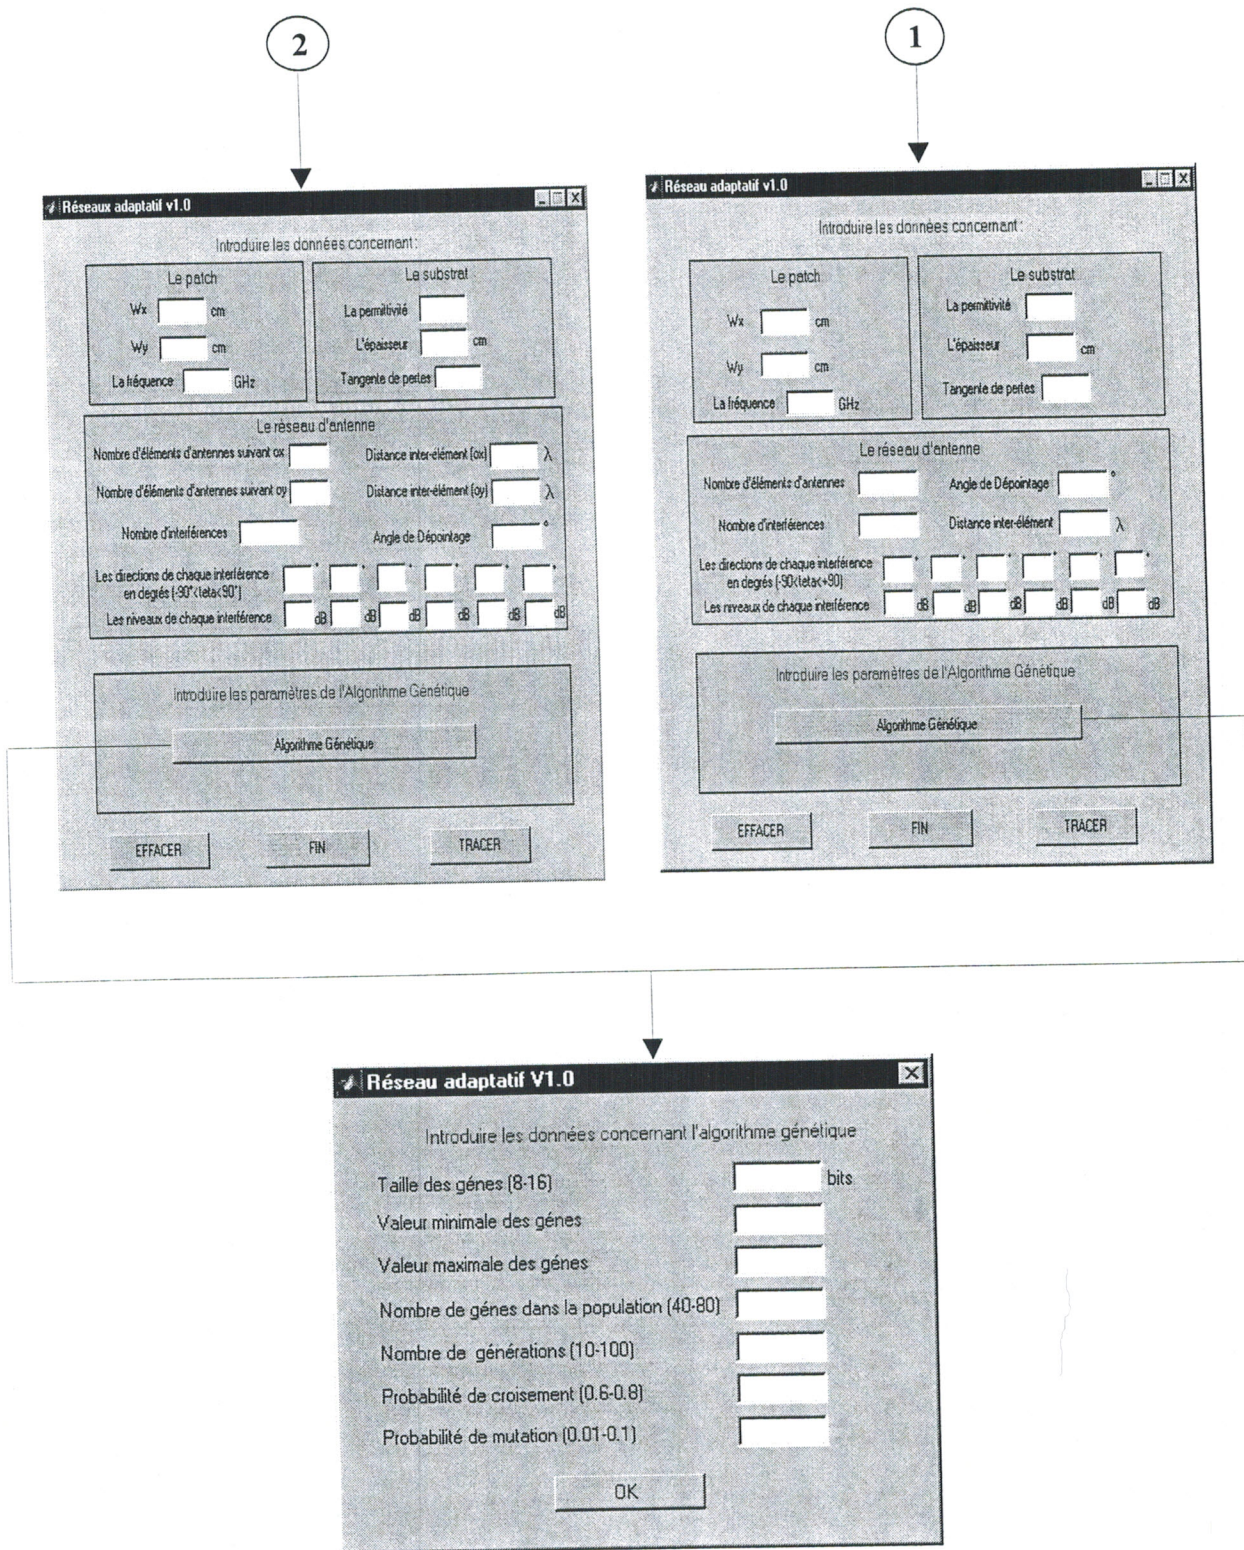 2
1
Réseaux adaptatif v1.0
Introduire les données concernant :
Le patch
Wx cm
Wy cm
La fréquence GHz
Le substrat
La permittivité
L'épaisseur cm
Tangente de pertes
Le réseau d'antenne
Nombre d'éléments d'antennes suivant ox
Distance inter-élément (ox) λ
Nombre d'éléments d'antennes suivant oy
Distance inter-élément (oy) λ
Nombre d'interférences
Angle de Dépointage °
Les directions de chaque interférence
en degrés (-90°<teta<90°)
° ° ° ° ° °
Les niveaux de chaque interférence dB dB dB dB dB dB
Introduire les paramètres de l'Algorithme Génétique
Algorithme Génétique
EFFACER FIN TRACER
Réseau adaptatif v1.0
Introduire les données concernant :
Le patch
Wx cm
Wy cm
La fréquence GHz
Le substrat
La permittivité
L'épaisseur cm
Tangente de pertes
Le réseau d'antenne
Nombre d'éléments d'antennes
Angle de Dépointage °
Nombre d'interférences
Distance inter-élément λ
Les directions de chaque interférence
en degrés (-90<teta<+90)
° ° ° ° ° °
Les niveaux de chaque interférence dB dB dB dB dB dB
Introduire les paramètres de l'Algorithme Génétique
Algorithme Génétique
EFFACER FIN TRACER
Réseau adaptatif V1.0
Introduire les données concernant l'algorithme génétique
Taille des génes (8-16) bits
Valeur minimale des génes
Valeur maximale des génes
Nombre de génes dans la population (40-80)
Nombre de générations (10-100)
Probabilité de croisement (0.6-0.8)
Probabilité de mutation (0.01-0.1)
OK